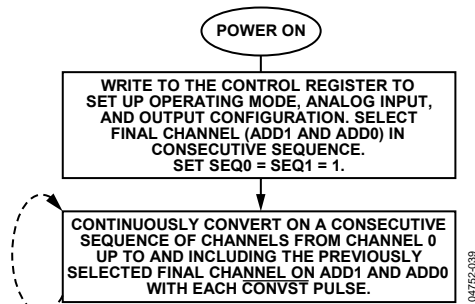 POWER ON
WRITE TO THE CONTROL REGISTER TO
SET UP OPERATING MODE, ANALOG INPUT,
AND OUTPUT CONFIGURATION. SELECT
FINAL CHANNEL (ADD1 AND ADD0) IN
CONSECUTIVE SEQUENCE.
SET SEQ0 = SEQ1 = 1.
CONTINUOUSLY CONVERT ON A CONSECUTIVE
SEQUENCE OF CHANNELS FROM CHANNEL 0
UP TO AND INCLUDING THE PREVIOUSLY
SELECTED FINAL CHANNEL ON ADD1 AND ADD0
WITH EACH CONVST PULSE.
04752-039